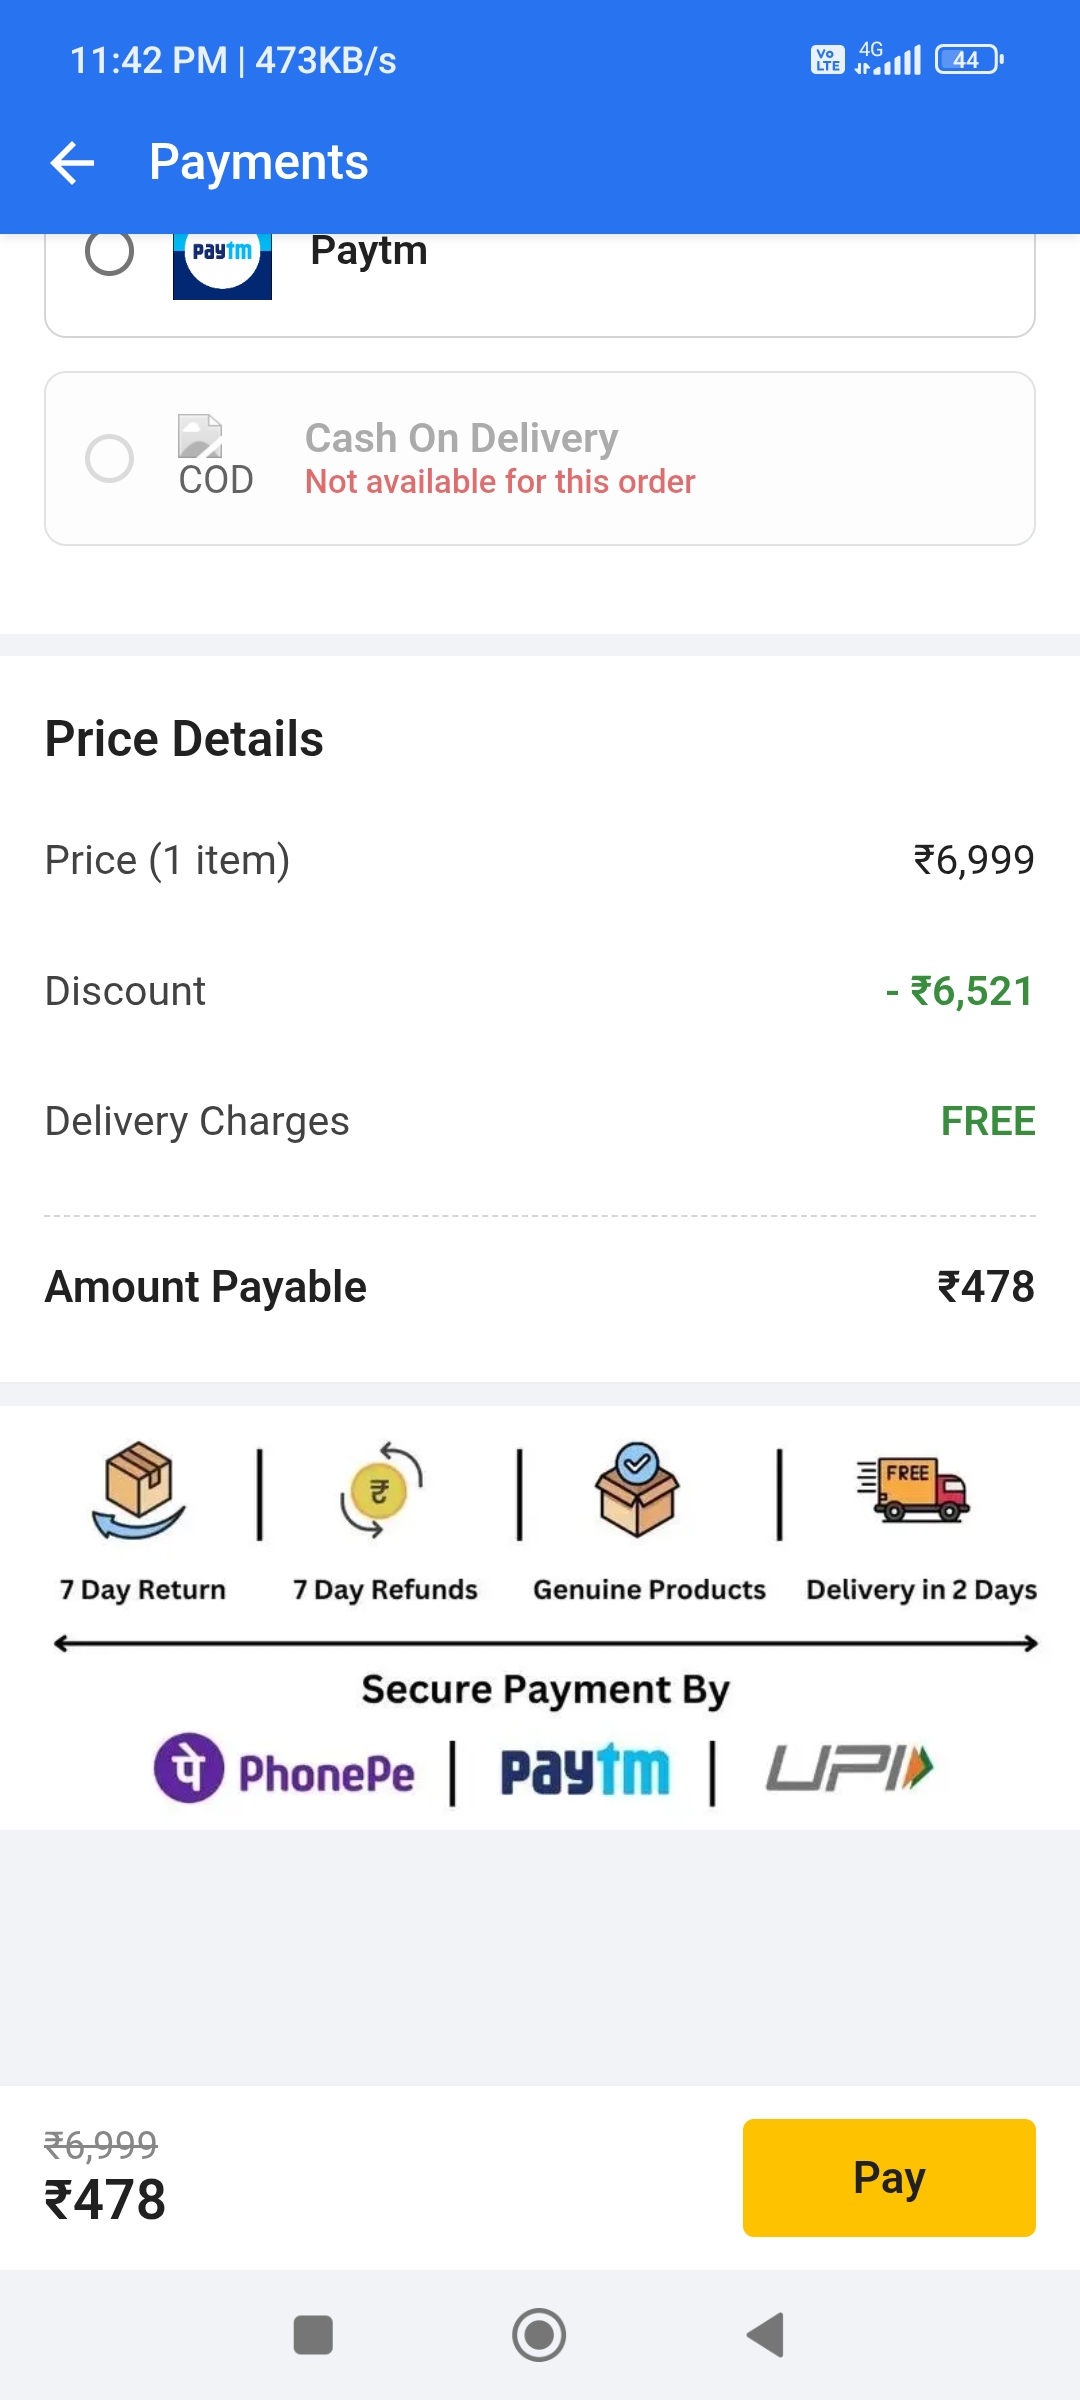 11:42 PM | 473KB/s
Vo LTE 4G 44
Payments
paytm Paytm
Cash On Delivery
COD
Not available for this order
Price Details
Price (1 item) ₹6,999
Discount - ₹6,521
Delivery Charges FREE
Amount Payable ₹478
₹ FREE
7 Day Return 7 Day Refunds Genuine Products Delivery in 2 Days
Secure Payment By
पे PhonePe | paytm | UPI
₹6,999
₹478
Pay